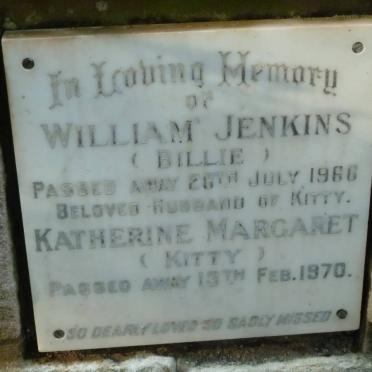 In Loving Memory
of
WILLIAM JENKINS
( BILLIE )
PASSED AWAY 26TH JULY 1966
BELOVED HUSBAND OF KITTY.
KATHERINE MARGARET
( KITTY )
PASSED AWAY 15TH FEB. 1970.
SO DEARLY LOVED SO SADLY MISSED